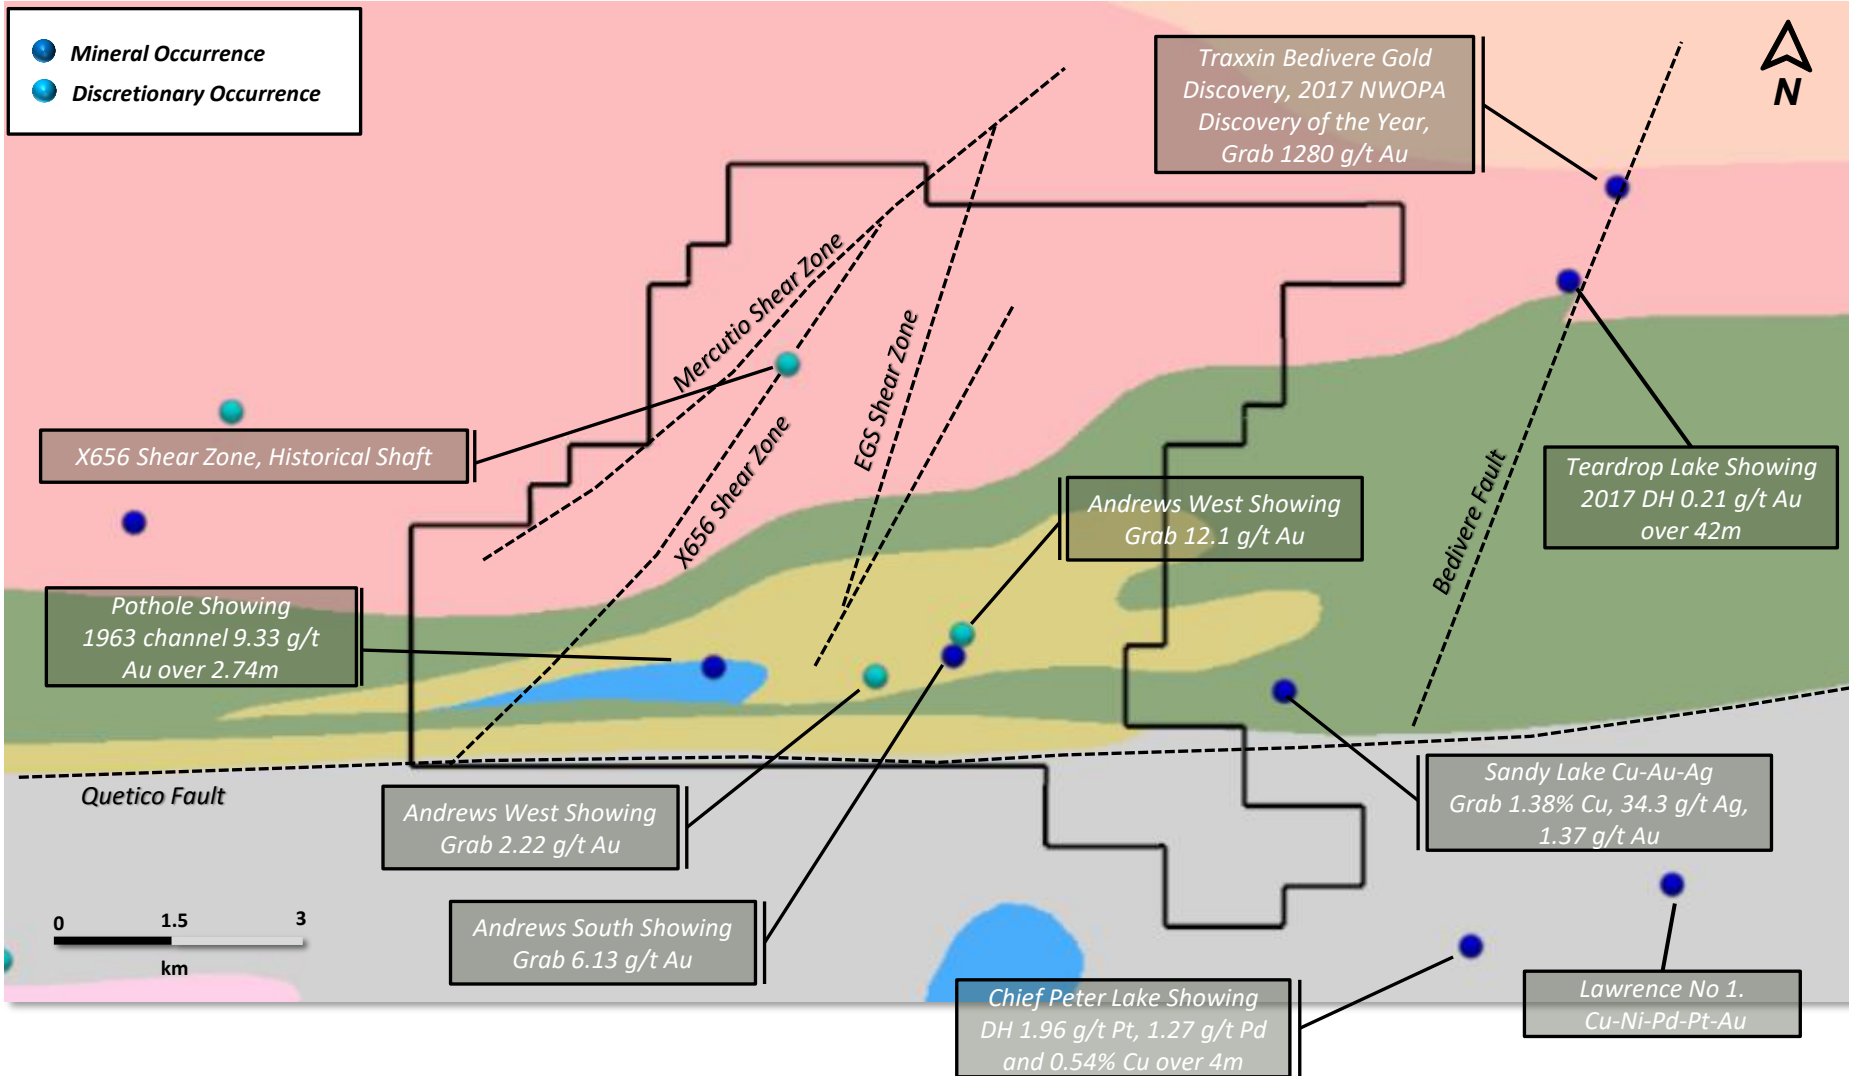 Mineral Occurrence
Discretionary Occurrence
Traxxin Bedivere Gold
Discovery, 2017 NWOPA
Discovery of the Year,
Grab 1280 g/t Au
N
Mercutio Shear Zone
EGS Shear Zone
X656 Shear Zone, Historical Shaft
X656 Shear Zone
Andrews West Showing
Grab 12.1 g/t Au
Bedivere Fault
Teardrop Lake Showing
2017 DH 0.21 g/t Au
over 42m
Pothole Showing
1963 channel 9.33 g/t
Au over 2.74m
Quetico Fault
Andrews West Showing
Grab 2.22 g/t Au
Sandy Lake Cu-Au-Ag
Grab 1.38% Cu, 34.3 g/t Ag,
1.37 g/t Au
Andrews South Showing
Grab 6.13 g/t Au
0 1.5 3
km
Chief Peter Lake Showing
DH 1.96 g/t Pt, 1.27 g/t Pd
and 0.54% Cu over 4m
Lawrence No 1.
Cu-Ni-Pd-Pt-Au